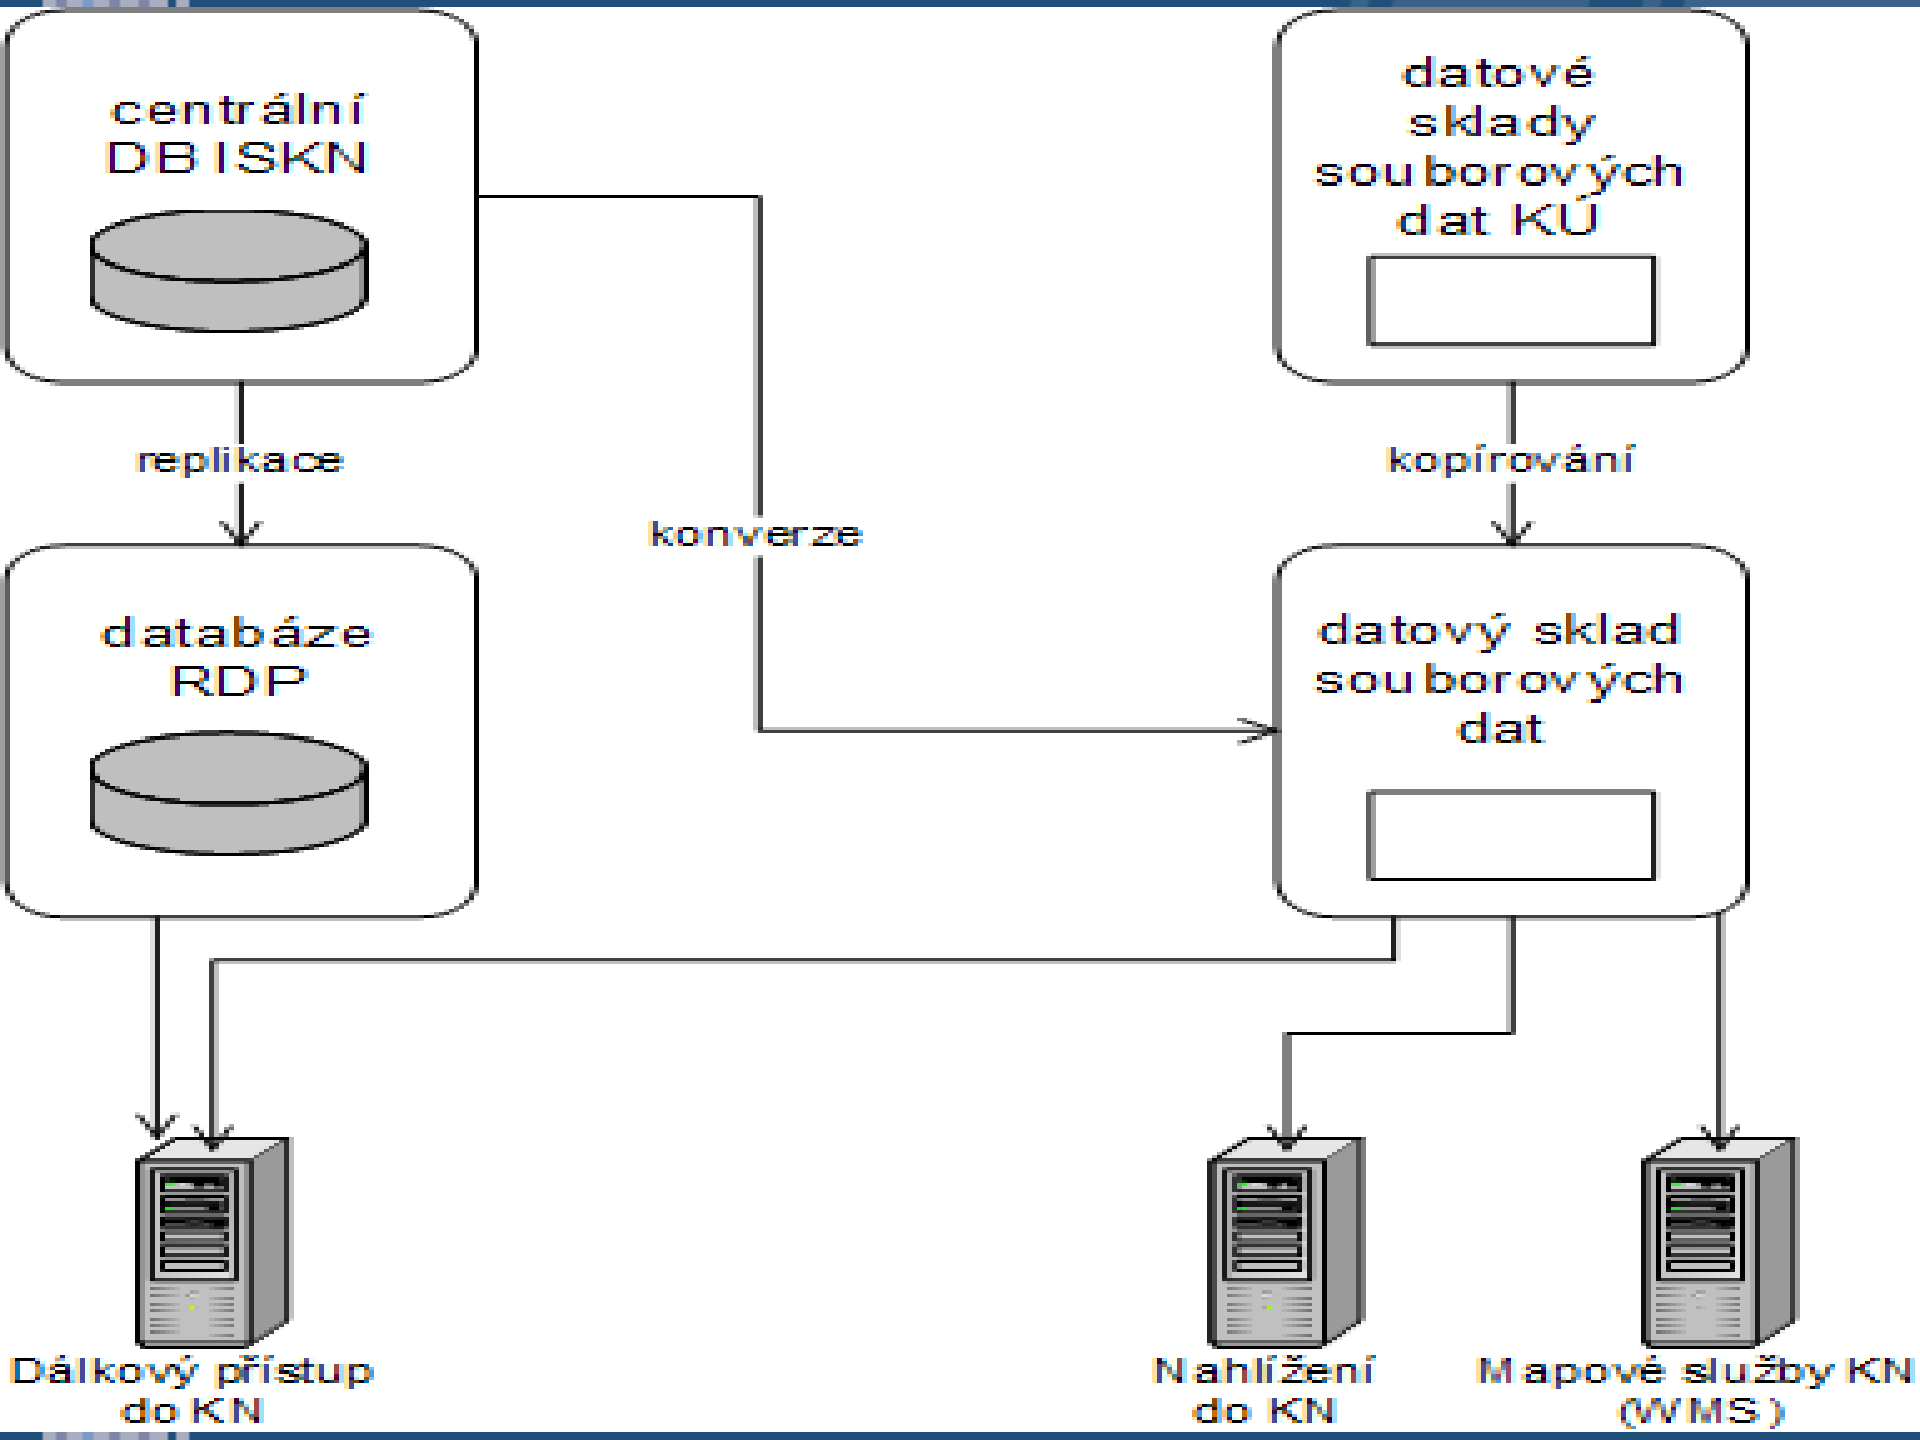 centrální
DB ISKN
datové
sklady
souborových
dat KÚ
replikace
kopírování
konverze
databáze
RDP
datový sklad
souborových
dat
Dálkový přístup
do KN
Nahlížení
do KN
Mapové služby KN
(WMS)